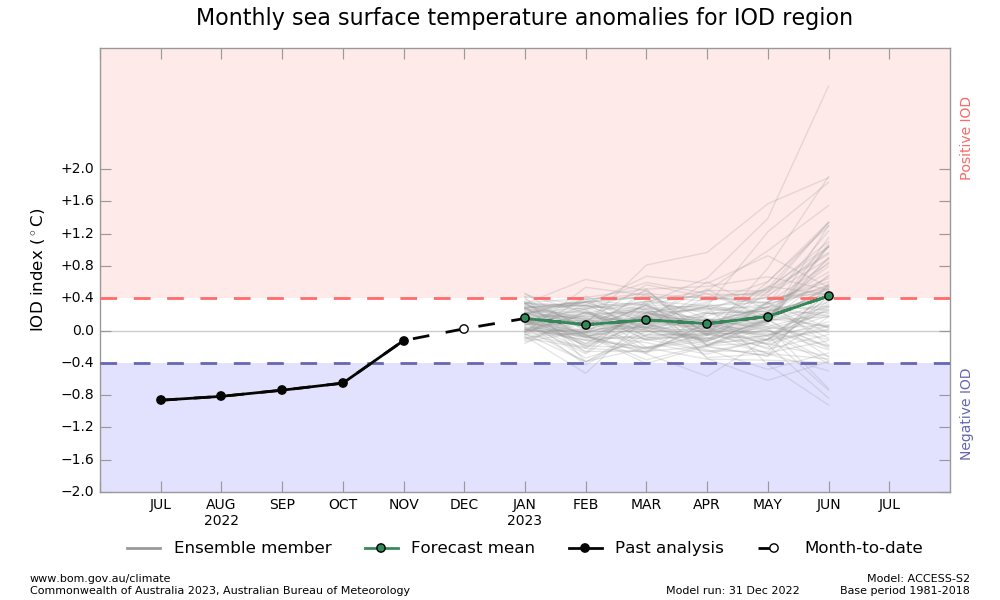 Monthly sea surface temperature anomalies for IOD region
IOD index (°C)
+2.0
+1.6
+1.2
+0.8
+0.4
0.0
−0.4
−0.8
−1.2
−1.6
−2.0
Positive IOD
Negative IOD
JUL AUG SEP OCT NOV DEC JAN FEB MAR APR MAY JUN JUL
2022 2023
Ensemble member Forecast mean Past analysis Month-to-date
www.bom.gov.au/climate Model: ACCESS-S2
Commonwealth of Australia 2023, Australian Bureau of Meteorology Model run: 31 Dec 2022 Base period 1981-2018